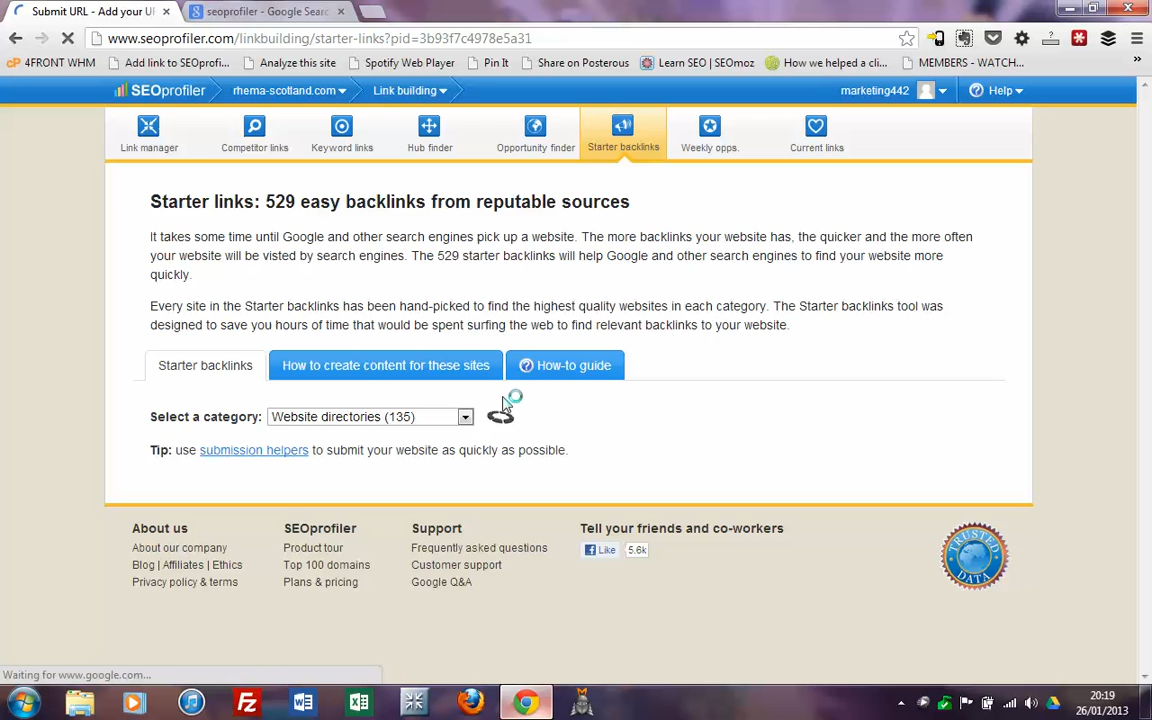 Submit URL - Add your UR
seoprofiler - Google Searc
www.seoprofiler.com/linkbuilding/starter-links?pid=3b93f7c4978e5a31
4FRONT WHM
Add link to SEOprofi...
Analyze this site
Spotify Web Player
Pin It
Share on Posterous
Learn SEO | SEOmoz
How we helped a cli...
MEMBERS - WATCH...
SEOprofiler
rhema-scotland.com
Link building
marketing442
Help
Link manager
Competitor links
Keyword links
Hub finder
Opportunity finder
Starter backlinks
Weekly opps.
Current links
Starter links: 529 easy backlinks from reputable sources
It takes some time until Google and other search engines pick up a website. The more backlinks your website has, the quicker and the more often
your website will be visted by search engines. The 529 starter backlinks will help Google and other search engines to find your website more
quickly.
Every site in the Starter backlinks has been hand-picked to find the highest quality websites in each category. The Starter backlinks tool was
designed to save you hours of time that would be spent surfing the web to find relevant backlinks to your website.
Starter backlinks
How to create content for these sites
? How-to guide
Select a category: Website directories (135)
Tip: use submission helpers to submit your website as quickly as possible.
About us
SEOprofiler
Support
Tell your friends and co-workers
About our company
Product tour
Frequently asked questions
Like 5.6k
Blog | Affiliates | Ethics
Top 100 domains
Customer support
Privacy policy & terms
Plans & pricing
Google Q&A
TRUSTED
DATA
Waiting for www.google.com...
20:19
26/01/2013